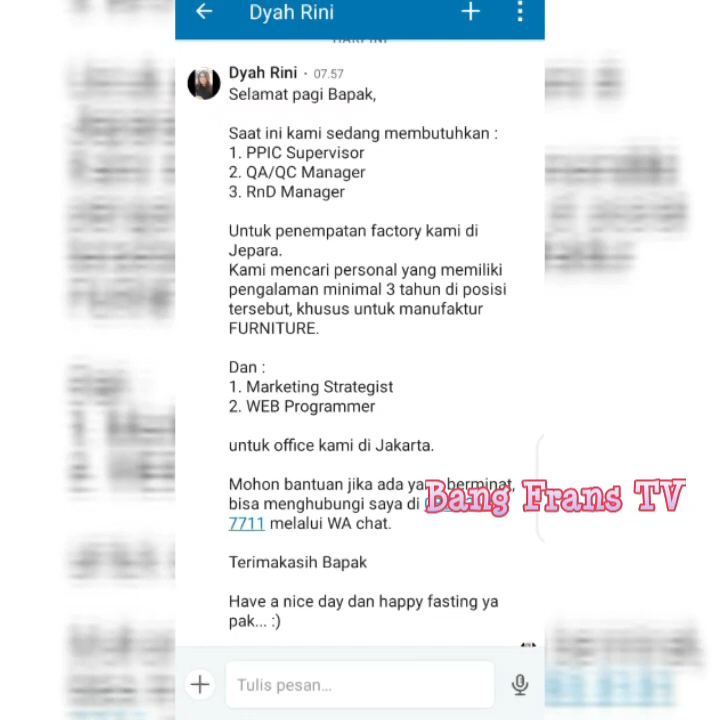 Dyah Rini
HARI INI
Dyah Rini · 07.57
Selamat pagi Bapak,
Saat ini kami sedang membutuhkan :
1. PPIC Supervisor
2. QA/QC Manager
3. RnD Manager
Untuk penempatan factory kami di
Jepara.
Kami mencari personal yang memiliki
pengalaman minimal 3 tahun di posisi
tersebut, khusus untuk manufaktur
FURNITURE.
Dan :
1. Marketing Strategist
2. WEB Programmer
untuk office kami di Jakarta.
Mohon bantuan jika ada yang berminat,
bisa menghubungi saya di
Bang Frans TV
7711 melalui WA chat.
Terimakasih Bapak
Have a nice day dan happy fasting ya
pak... :)
Tulis pesan...